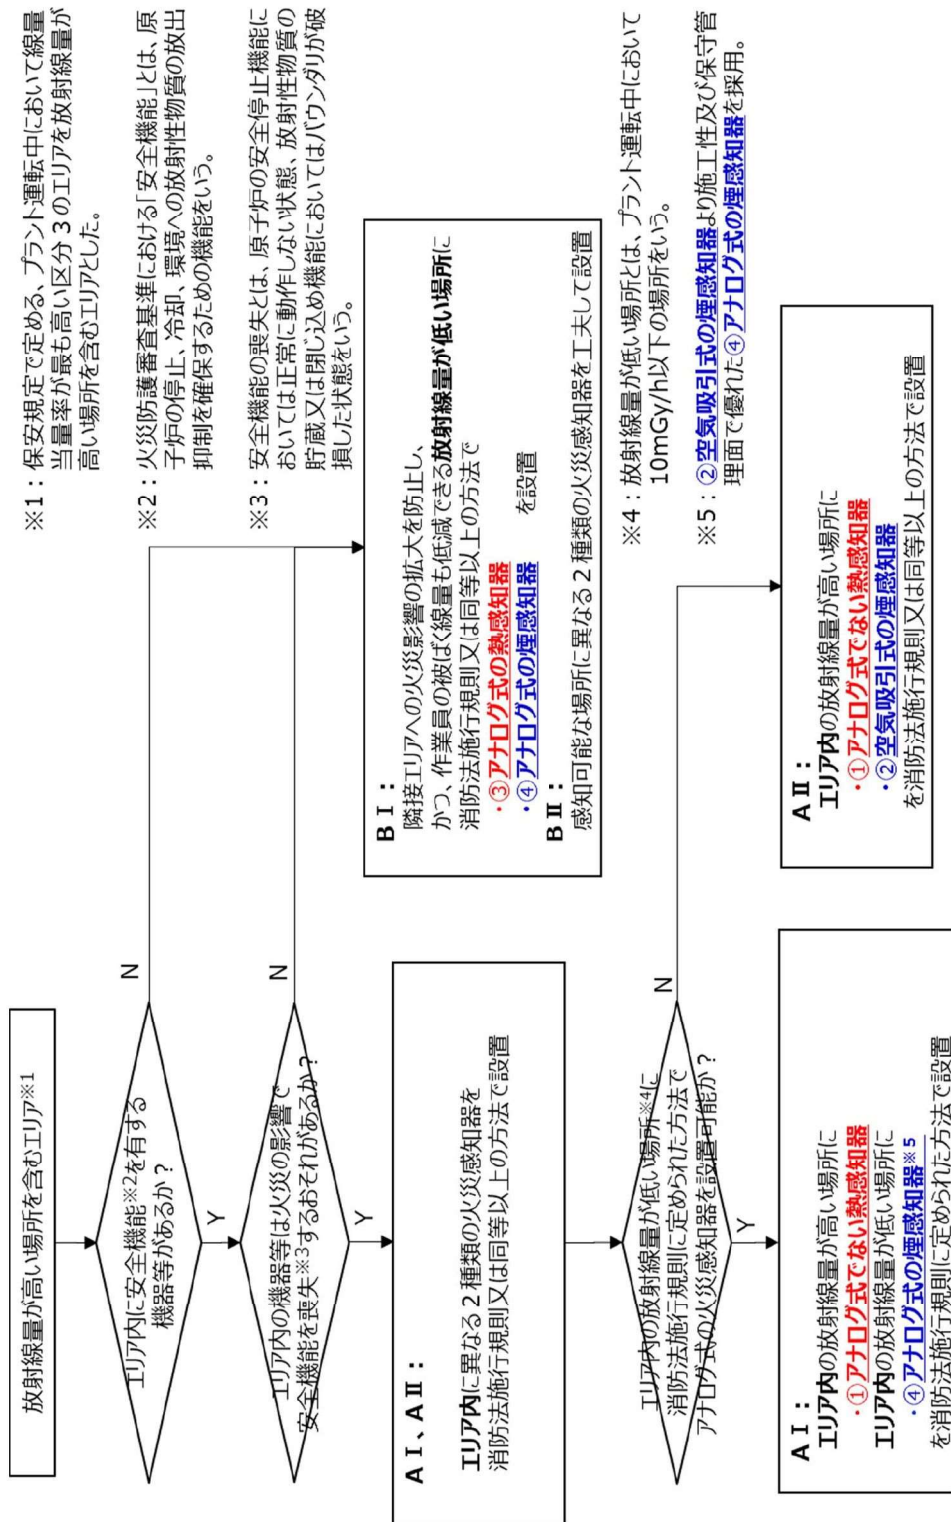 放射線量が高い場所を含むエリア※1
エリア内に安全機能※2を有する
機器等があるか？
N
Y
エリア内の機器等は火災の影響で
安全機能を喪失※3するおそれがあるか？
N
Y
AⅠ、AⅡ：
エリア内に異なる2種類の火災感知器を
消防法施行規則又は同等以上の方法で設置
エリア内の放射線量が低い場所※4に
消防法施行規則に定められた方法で
アナログ式の火災感知器を設置可能か？
N
Y
AⅠ：
エリア内の放射線量が高い場所に
・①アナログ式でない熱感知器
エリア内の放射線量が低い場所に
・④アナログ式の煙感知器※5
を消防法施行規則に定められた方法で設置
BⅠ：
隣接エリアへの火災影響の拡大を防止し、
かつ、作業員の被ばく線量も低減できる放射線量が低い場所に
消防法施行規則又は同等以上の方法で
・③アナログ式の熱感知器
・④アナログ式の煙感知器
を設置
BⅡ：
感知可能な場所に異なる2種類の火災感知器を工夫して設置
AⅡ：
エリア内の放射線量が高い場所に
・①アナログ式でない熱感知器
・②空気吸引式の煙感知器
を消防法施行規則又は同等以上の方法で設置
※1：保安規定で定める、プラント運転中において線量
当量率が最も高い区分3のエリアを放射線量が
高い場所を含むエリアとした。
※2：火災防護審査基準における「安全機能」とは、原
子炉の停止、冷却、環境への放射性物質の放出
抑制を確保するための機能をいう。
※3：安全機能の喪失とは、原子炉の安全停止機能に
おいては正常に動作しない状態、放射性物質の
貯蔵又は閉じ込め機能においてはバウンダリが破
損した状態をいう。
※4：放射線量が低い場所とは、プラント運転中において
10mGy/h以下の場所をいう。
※5：②空気吸引式の煙感知器より施工性及び保守管
理面で優れた④アナログ式の煙感知器を採用。